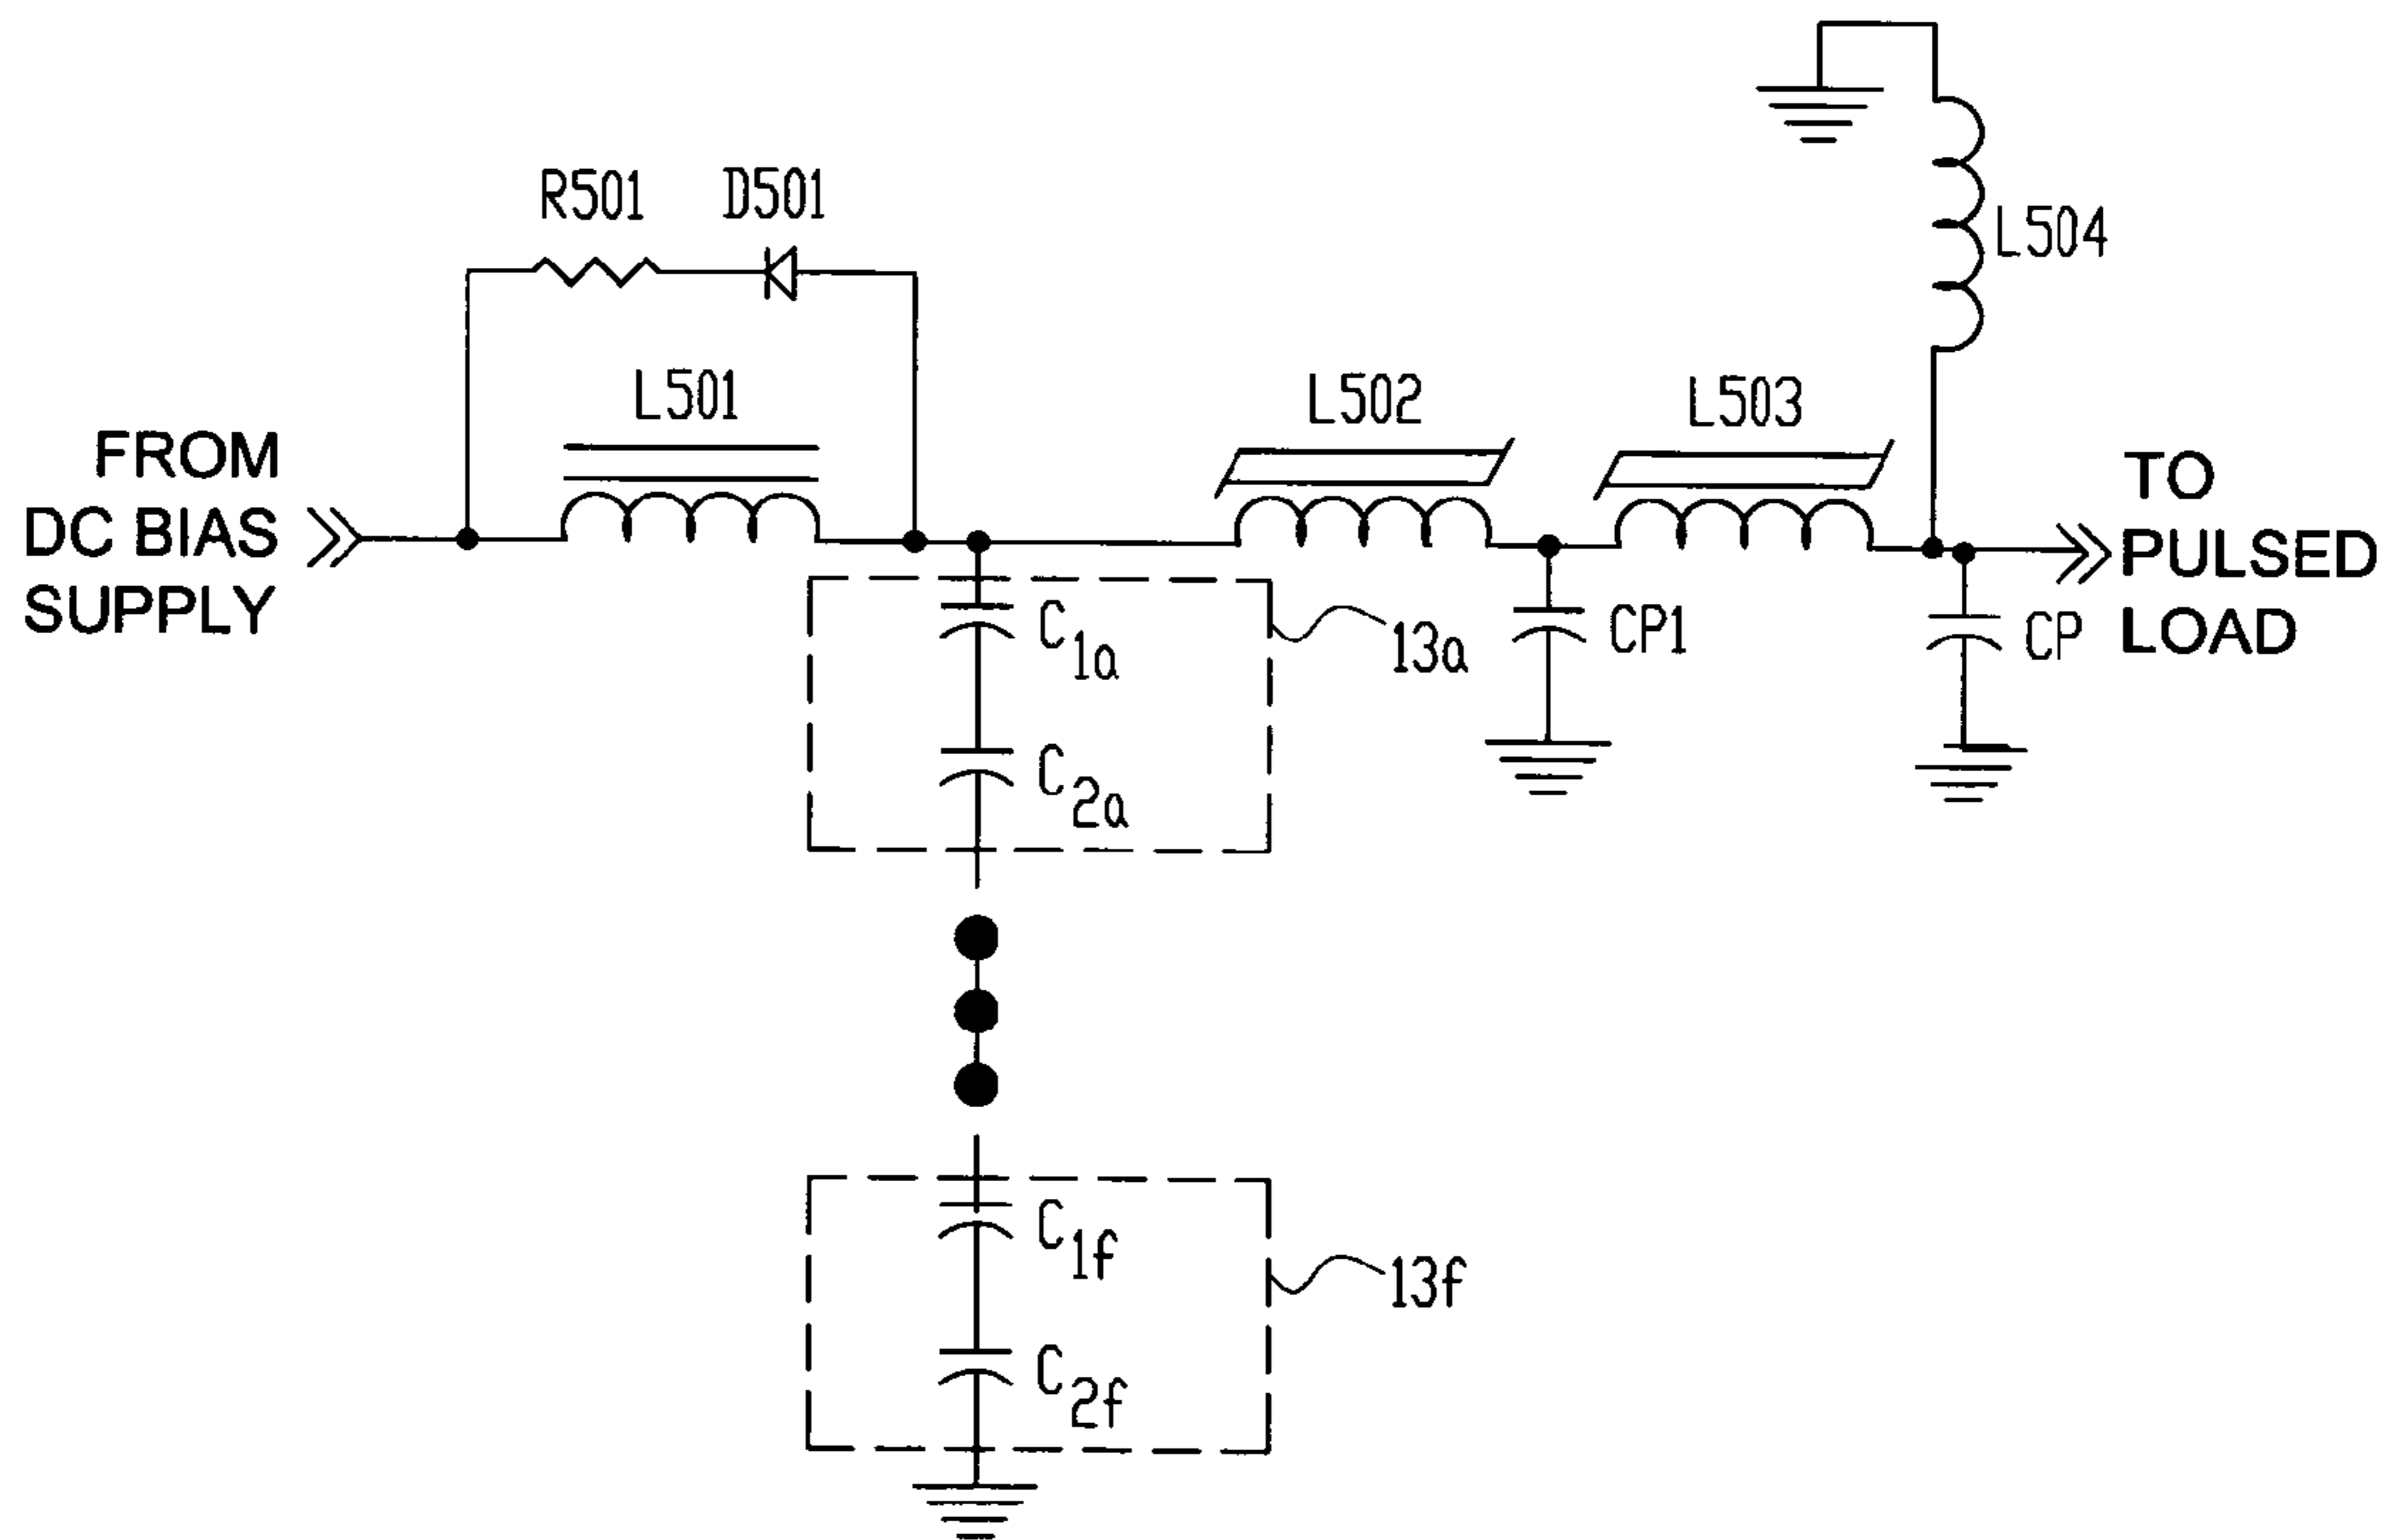 R501
D501
L504
L501
L502
L503
FROM
DC BIAS
SUPPLY
TO
PULSED
LOAD
C1a
13a
CP1
CP
C2a
C1f
13f
C2f